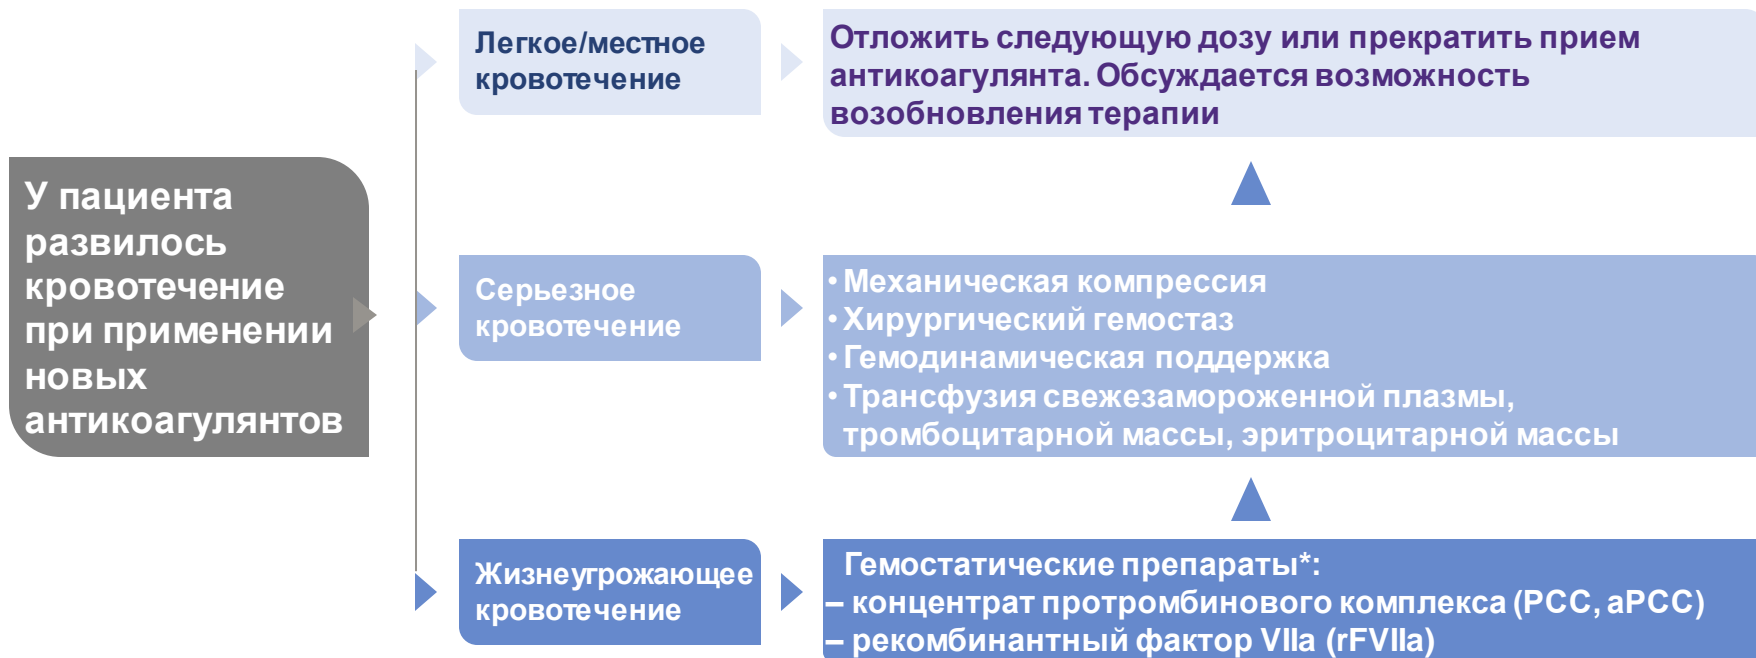 У пациента
развилось
кровотечение
при применении
новых
антикоагулянтов
Легкое/местное
кровотечение
Отложить следующую дозу или прекратить прием
антикоагулянта. Обсуждается возможность
возобновления терапии
Серьезное
кровотечение
• Механическая компрессия
• Хирургический гемостаз
• Гемодинамическая поддержка
• Трансфузия свежезамороженной плазмы,
тромбоцитарной массы, эритроцитарной массы
Жизнеугрожающее
кровотечение
Гемостатические препараты*:
– концентрат протромбинового комплекса (PCC, aPCC)
– рекомбинантный фактор VIIa (rFVIIa)